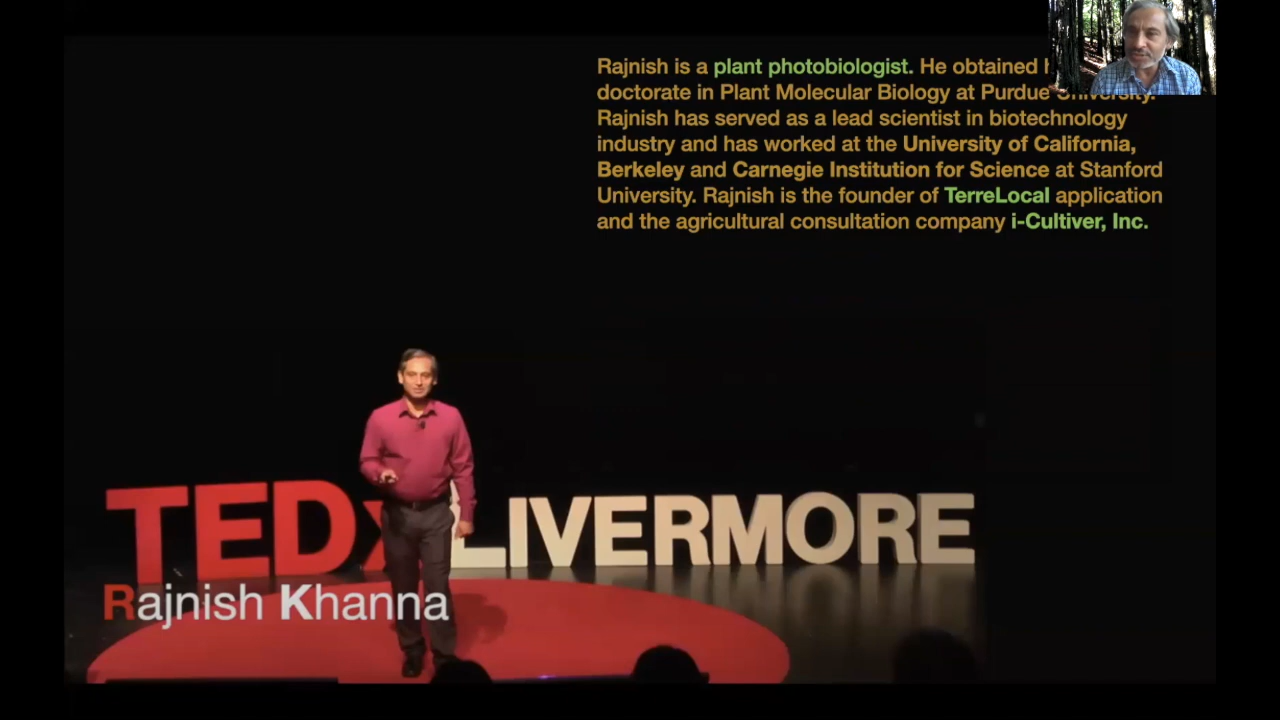 Rajnish is a plant photobiologist. He obtained
doctorate in Plant Molecular Biology at Purdue University.
Rajnish has served as a lead scientist in biotechnology
industry and has worked at the University of California,
Berkeley and Carnegie Institution for Science at Stanford
University. Rajnish is the founder of TerreLocal application
and the agricultural consultation company i-Cultiver, Inc.
TEDx LIVERMORE
Rajnish Khanna